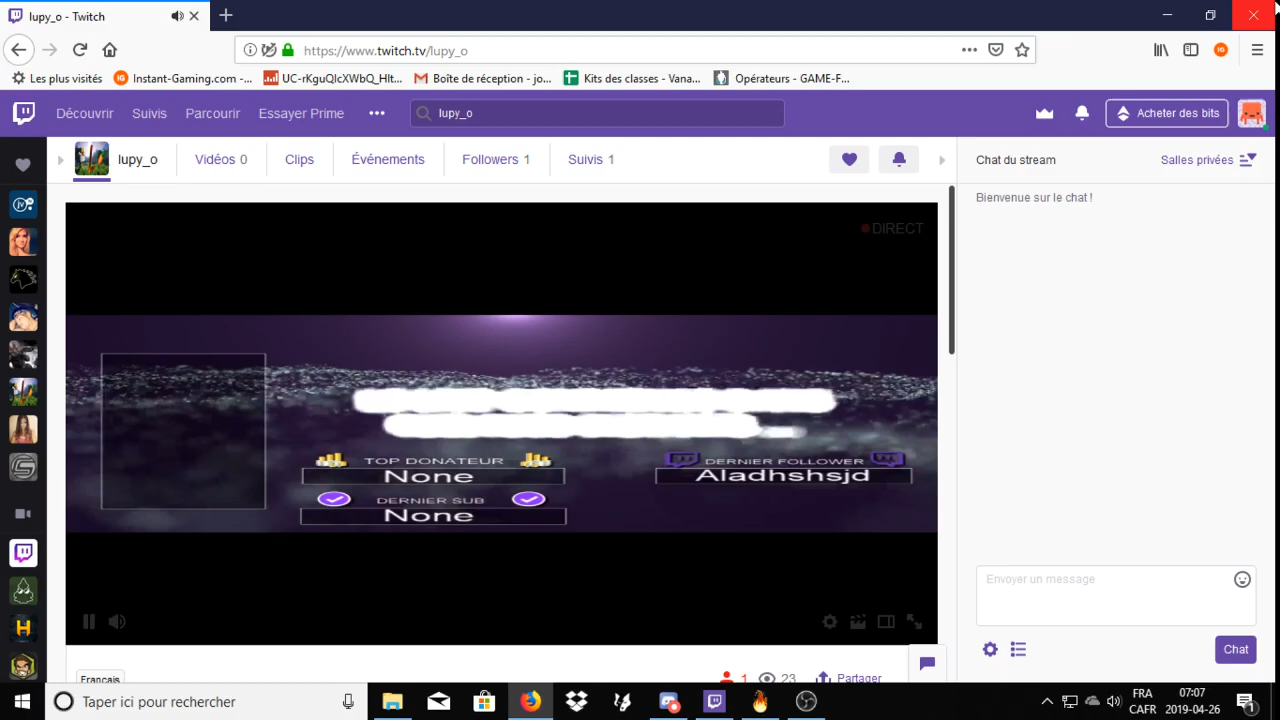 lupy_o - Twitch
https://www.twitch.tv/lupy_o
Les plus visités
Instant-Gaming.com -...
UC-rKguQlcXWbQ_Hlt...
Boîte de réception - jo...
Kits des classes - Vana...
Opérateurs - GAME-F...
Découvrir
Suivis
Parcourir
Essayer Prime
lupy_o
Acheter des bits
lupy_o
Vidéos 0
Clips
Événements
Followers 1
Suivis 1
Chat du stream
Salles privées
Bienvenue sur le chat !
DIRECT
TOP DONATEUR
None
DERNIER FOLLOWER
Aladhshsjd
DERNIER SUB
None
Envoyer un message
Chat
Français
1
23
Partager
Taper ici pour rechercher
FRA
CAFR
07:07
2019-04-26
1